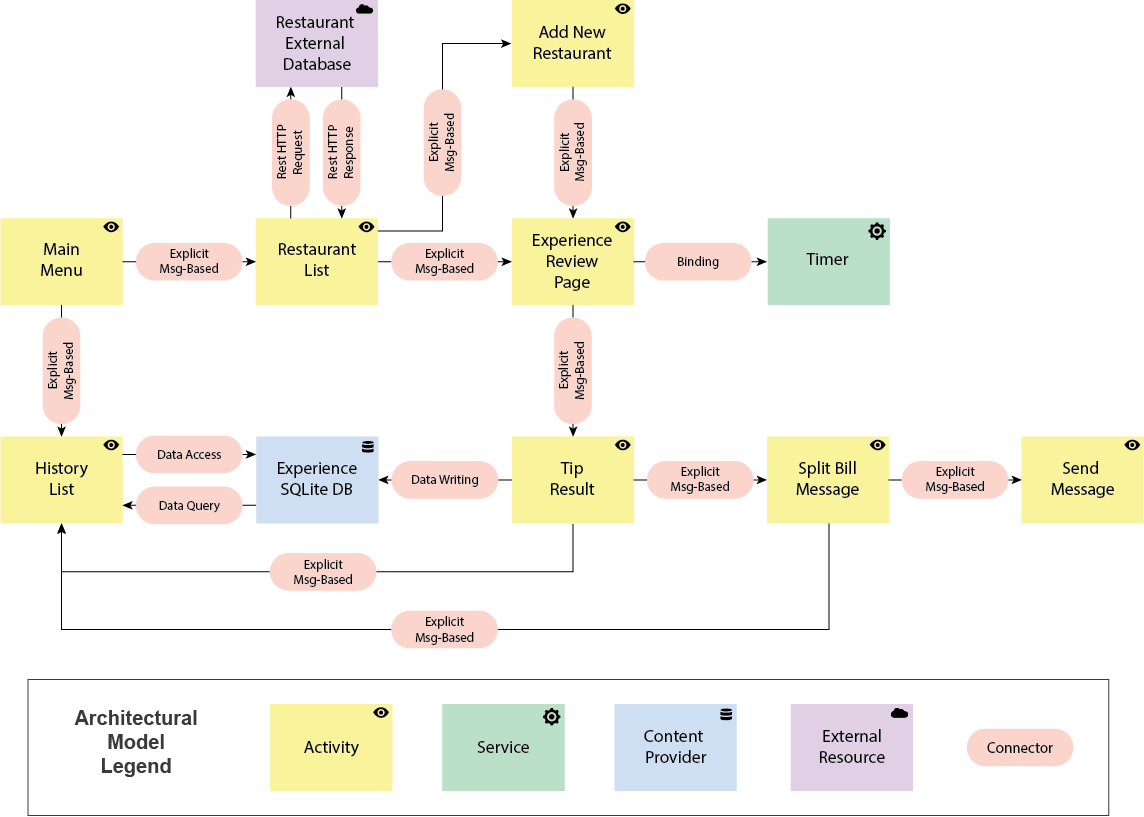 Restaurant
External
Database
Add New
Restaurant
Rest HTTP
Request
Rest HTTP
Response
Explicit
Msg-Based
Explicit
Msg-Based
Main
Menu
Explicit
Msg-Based
Restaurant
List
Explicit
Msg-Based
Experience
Review
Page
Binding
Timer
Explicit
Msg-Based
Explicit
Msg-Based
History
List
Data Access
Data Query
Experience
SQLite DB
Data Writing
Tip
Result
Explicit
Msg-Based
Split Bill
Message
Explicit
Msg-Based
Send
Message
Explicit
Msg-Based
Explicit
Msg-Based
Architectural
Model
Legend
Activity
Service
Content
Provider
External
Resource
Connector